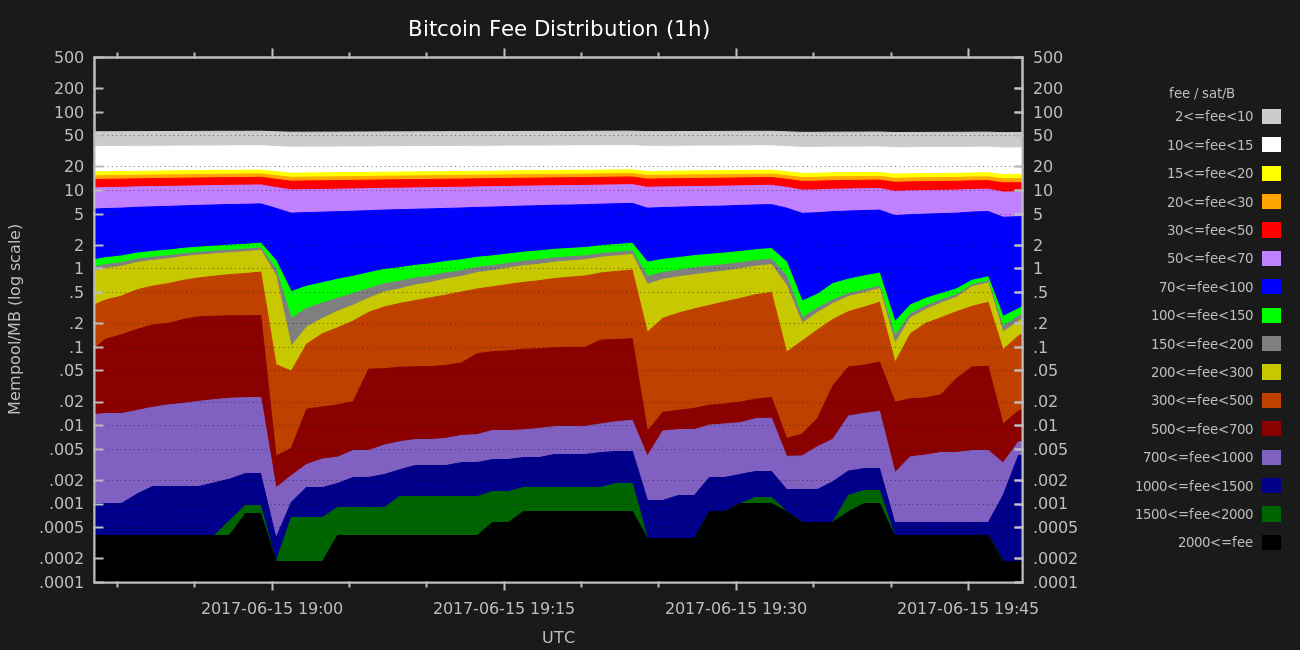 Bitcoin Fee Distribution (1h)
Mempool/MB (log scale)
500
200
100
50
20
10
5
2
1
.5
.2
.1
.05
.02
.01
.005
.002
.001
.0005
.0002
.0001
500
200
100
50
20
10
5
2
1
.5
.2
.1
.05
.02
.01
.005
.002
.001
.0005
.0002
.0001
fee / sat/B
2<=fee<10
10<=fee<15
15<=fee<20
20<=fee<30
30<=fee<50
50<=fee<70
70<=fee<100
100<=fee<150
150<=fee<200
200<=fee<300
300<=fee<500
500<=fee<700
700<=fee<1000
1000<=fee<1500
1500<=fee<2000
2000<=fee
2017-06-15 19:00 2017-06-15 19:15 2017-06-15 19:30 2017-06-15 19:45
UTC